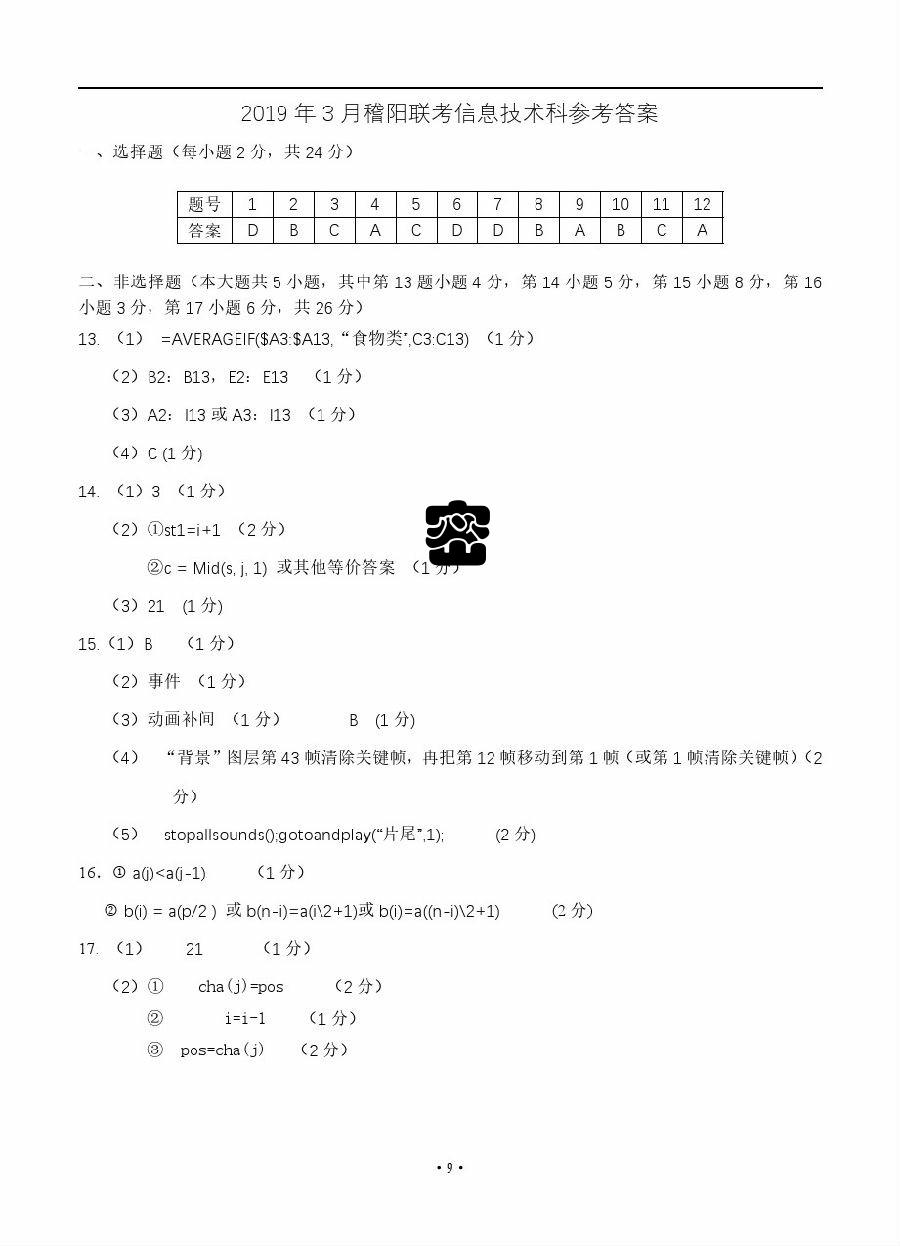 2019 年 3 月稽阳联考信息技术科参考答案
一、选择题（每小题 2 分，共 24 分）
题号 1 2 3 4 5 6 7 8 9 10 11 12
答案 D B C A C D D B A B C A
二、非选择题（本大题共 5 小题，其中第 13 题小题 4 分，第 14 小题 5 分，第 15 小题 8 分，第 16
小题 3 分，第 17 小题 6 分，共 26 分）
13. （1） =AVERAGEIF($A3:$A13,“食物类”,C3:C13) （1 分）
（2）B2：B13，E2：E13 （1 分）
（3）A2：I13 或 A3：I13 （1 分）
（4）C (1 分)
14. （1）3 （1 分）
（2）①st1=i+1 （2 分）
②c = Mid(s, j, 1) 或其他等价答案 （1 分）
（3）21 (1 分)
15.（1）B （1 分）
（2）事件 （1 分）
（3）动画补间 （1 分） B (1 分)
（4） “背景”图层第 43 帧清除关键帧，再把第 12 帧移动到第 1 帧（或第 1 帧清除关键帧）（2
分）
（5） stopallsounds();gotoandplay(“片尾”,1); (2 分)
16. ① a(j)<a(j-1) （1 分）
② b(i) = a(p/2 ) 或 b(n-i)=a(i\2+1)或 b(i)=a((n-i)\2+1) (2 分)
17. （1） 21 （1 分）
（2）① cha(j)=pos （2 分）
② i=i-1 （1 分）
③ pos=cha(j) （2 分）
·9·